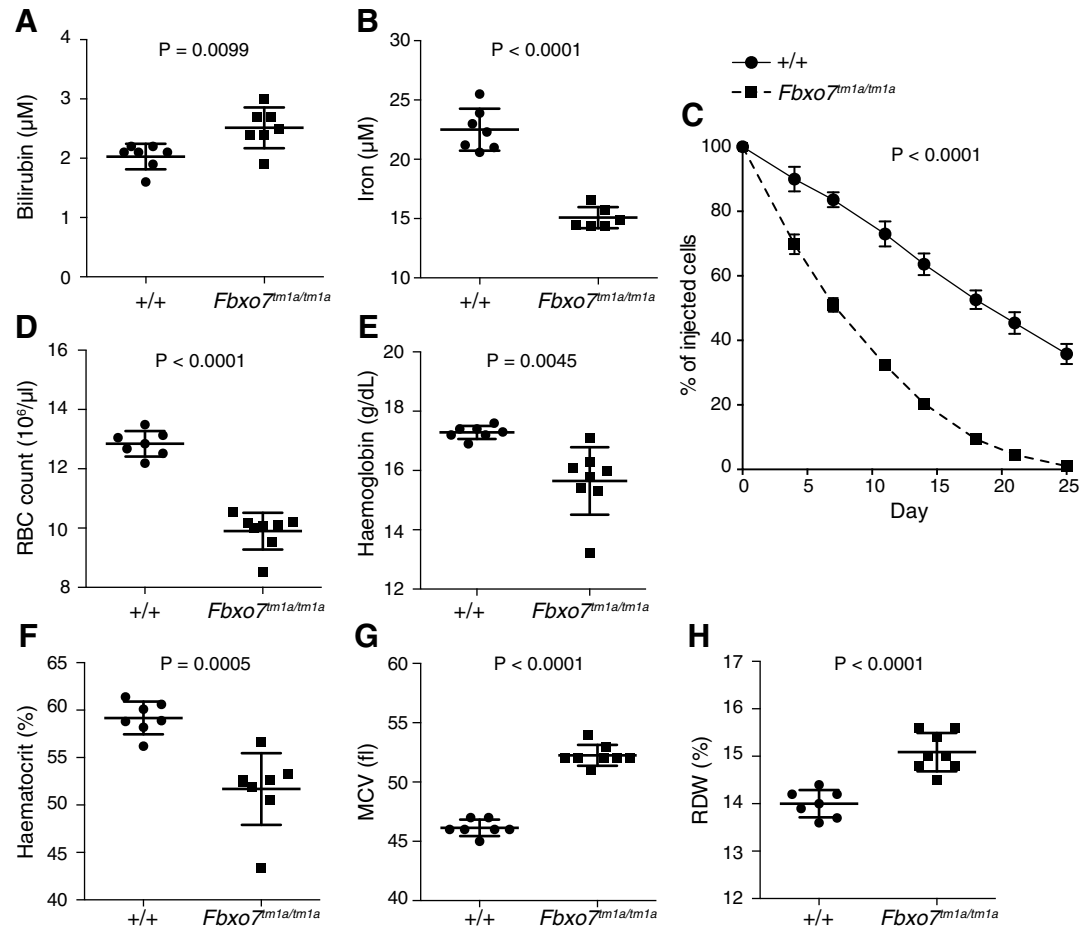 A
P = 0.0099
Bilirubin (μM)
4
3
2
1
0
+/+
Fbxo7tm1a/tm1a
B
P < 0.0001
Iron (μM)
30
25
20
15
10
+/+
Fbxo7tm1a/tm1a
+/+
Fbxo7tm1a/tm1a
C
P < 0.0001
% of injected cells
100
80
60
40
20
0
0
5
10
15
20
25
Day
D
P < 0.0001
RBC count (10⁶/μl)
16
14
12
10
8
+/+
Fbxo7tm1a/tm1a
E
P = 0.0045
Haemoglobin (g/dL)
20
18
16
14
12
+/+
Fbxo7tm1a/tm1a
F
P = 0.0005
Haematocrit (%)
65
60
55
50
45
40
+/+
Fbxo7tm1a/tm1a
G
P < 0.0001
MCV (fl)
60
55
50
45
40
+/+
Fbxo7tm1a/tm1a
H
P < 0.0001
RDW (%)
17
16
15
14
13
12
+/+
Fbxo7tm1a/tm1a